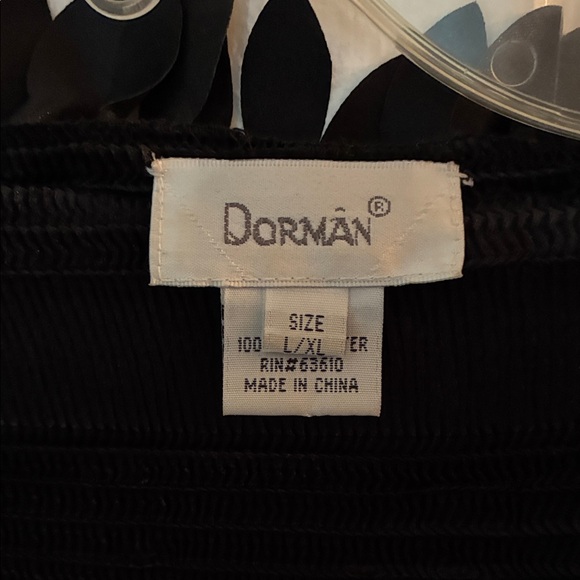 DORMÂN®
SIZE
100 L/XL ER
RIN#63610
MADE IN CHINA